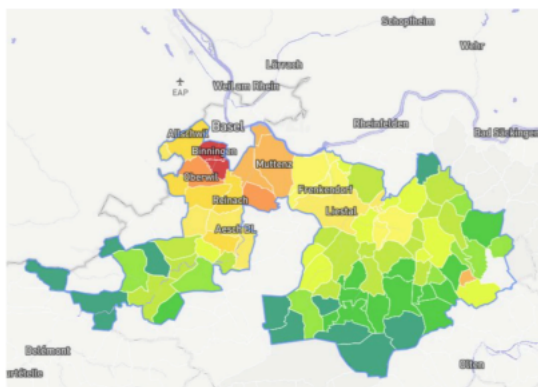 Schopfheim
Wehr
Lörrach
Weil am Rhein
EAP
Basel
Rheinfelden
Bad Säckingen
Allschwil
Binningen
Muttenz
Oberwil
Frenkendorf
Reinach
Liestal
Aesch BL
Delémont
Olten